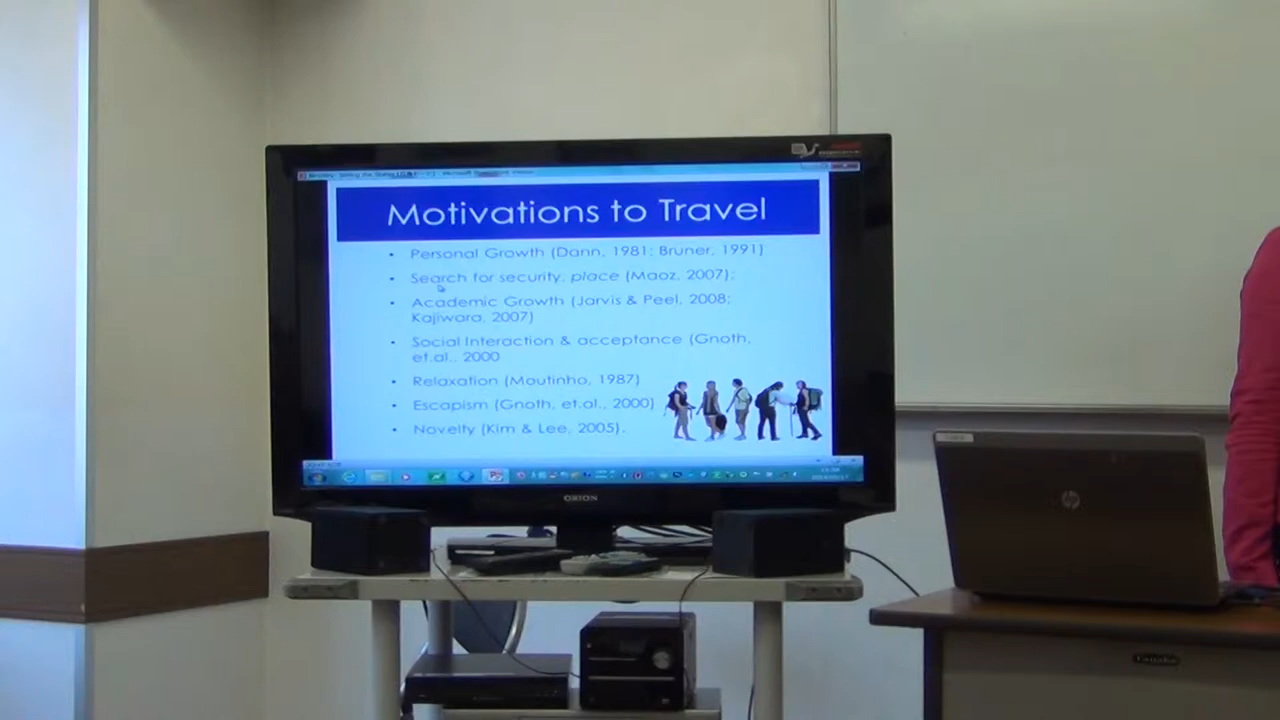 Motivations to Travel
• Personal Growth (Dann, 1981; Bruner, 1991)
• Search for security, place (Maoz, 2007);
• Academic Growth (Jarvis & Peel, 2008;
Kajiwara, 2007)
• Social Interaction & acceptance (Gnoth,
et.al., 2000
• Relaxation (Moutinho, 1987)
• Escapism (Gnoth, et.al., 2000)
• Novelty (Kim & Lee, 2005).
ORION
hp